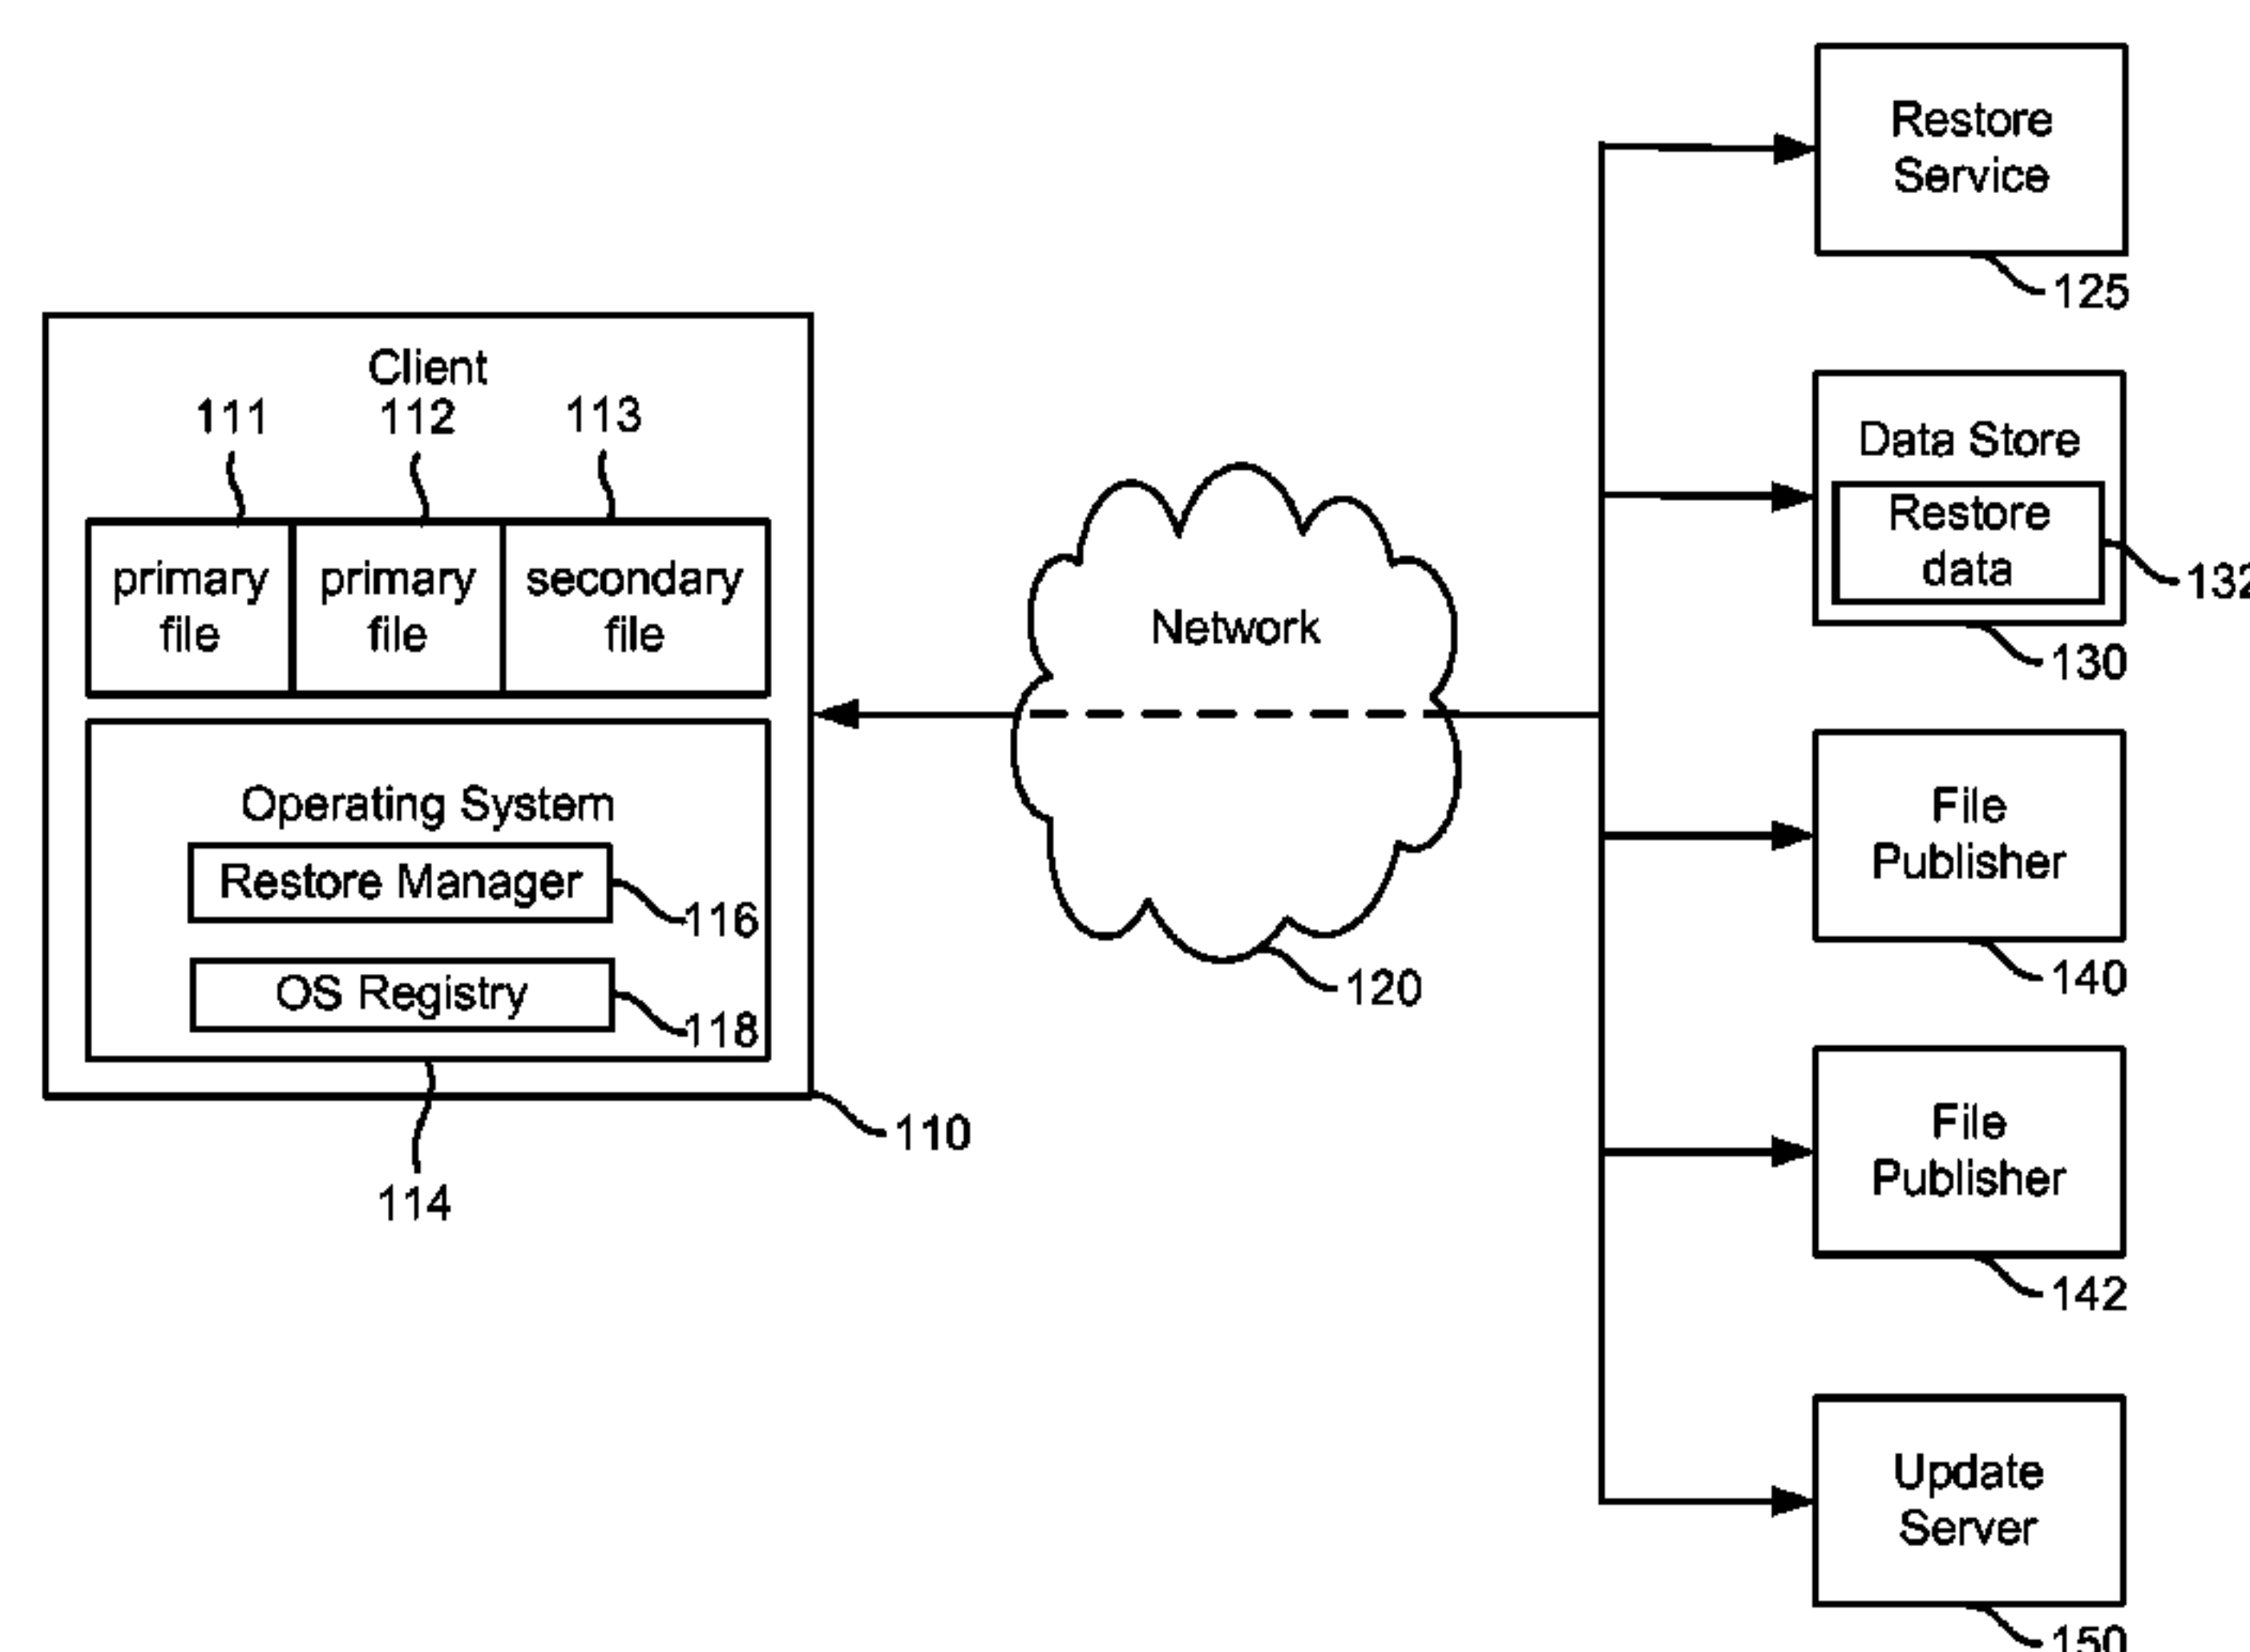 Restore
Service
125
Client
111
112
113
primary
file
primary
file
secondary
file
Operating System
Restore Manager
116
OS Registry
118
114
110
Network
120
Data Store
Restore
data
132
130
File
Publisher
140
File
Publisher
142
Update
Server
150